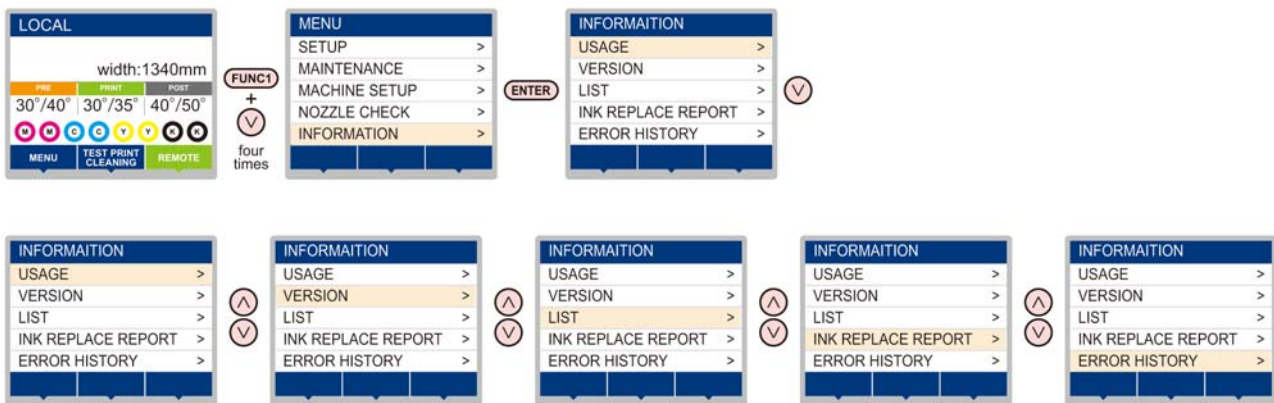 LOCAL
width:1340mm
PRE PRINT POST
30°/40° 30°/35° 40°/50°
M M C C Y Y K K
MENU TEST PRINT CLEANING REMOTE
FUNC1
+
four
times
MENU
SETUP >
MAINTENANCE >
MACHINE SETUP >
NOZZLE CHECK >
INFORMATION >
ENTER
INFORMAITION
USAGE >
VERSION >
LIST >
INK REPLACE REPORT >
ERROR HISTORY >
INFORMAITION
USAGE >
VERSION >
LIST >
INK REPLACE REPORT >
ERROR HISTORY >
INFORMAITION
USAGE >
VERSION >
LIST >
INK REPLACE REPORT >
ERROR HISTORY >
INFORMAITION
USAGE >
VERSION >
LIST >
INK REPLACE REPORT >
ERROR HISTORY >
INFORMAITION
USAGE >
VERSION >
LIST >
INK REPLACE REPORT >
ERROR HISTORY >
INFORMAITION
USAGE >
VERSION >
LIST >
INK REPLACE REPORT >
ERROR HISTORY >